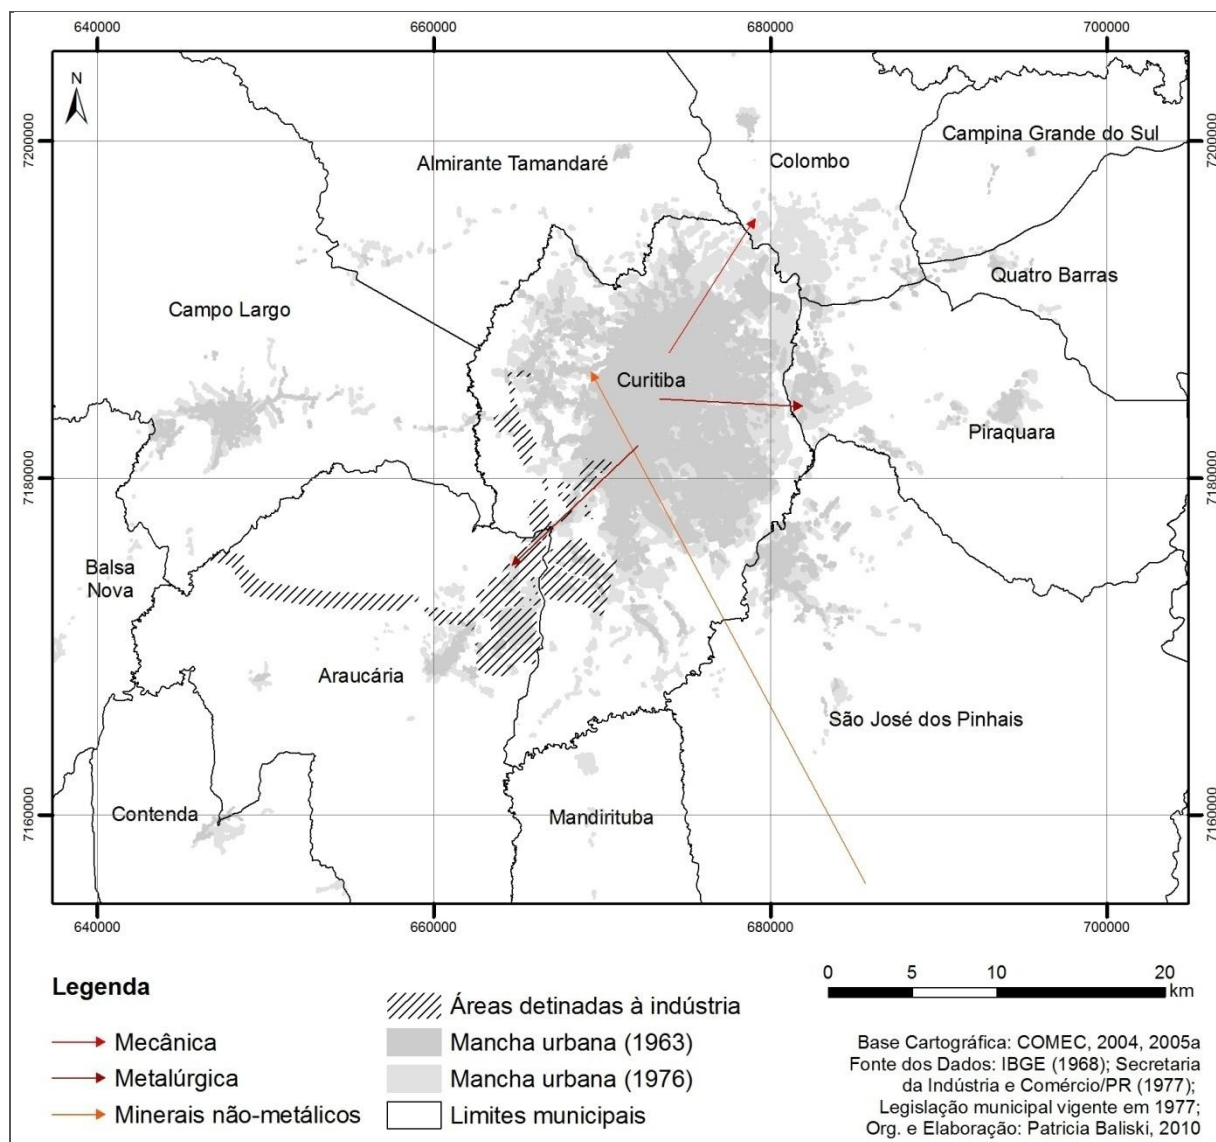 640000
660000
680000
700000
N
7200000
7200000
Campina Grande do Sul
Almirante Tamandaré
Colombo
Quatro Barras
Campo Largo
Curitiba
Piraquara
7180000
7180000
Balsa
Nova
Araucária
São José dos Pinhais
7160000
7160000
Contenda
Mandirituba
640000
660000
680000
700000
Legenda
Mecânica
Metalúrgica
Minerais não-metálicos
Áreas detinadas à indústria
Mancha urbana (1963)
Mancha urbana (1976)
Limites municipais
0 5 10 20
km
Base Cartográfica: COMEC, 2004, 2005a
Fonte dos Dados: IBGE (1968); Secretaria
da Indústria e Comércio/PR (1977);
Legislação municipal vigente em 1977;
Org. e Elaboração: Patricia Baliski, 2010